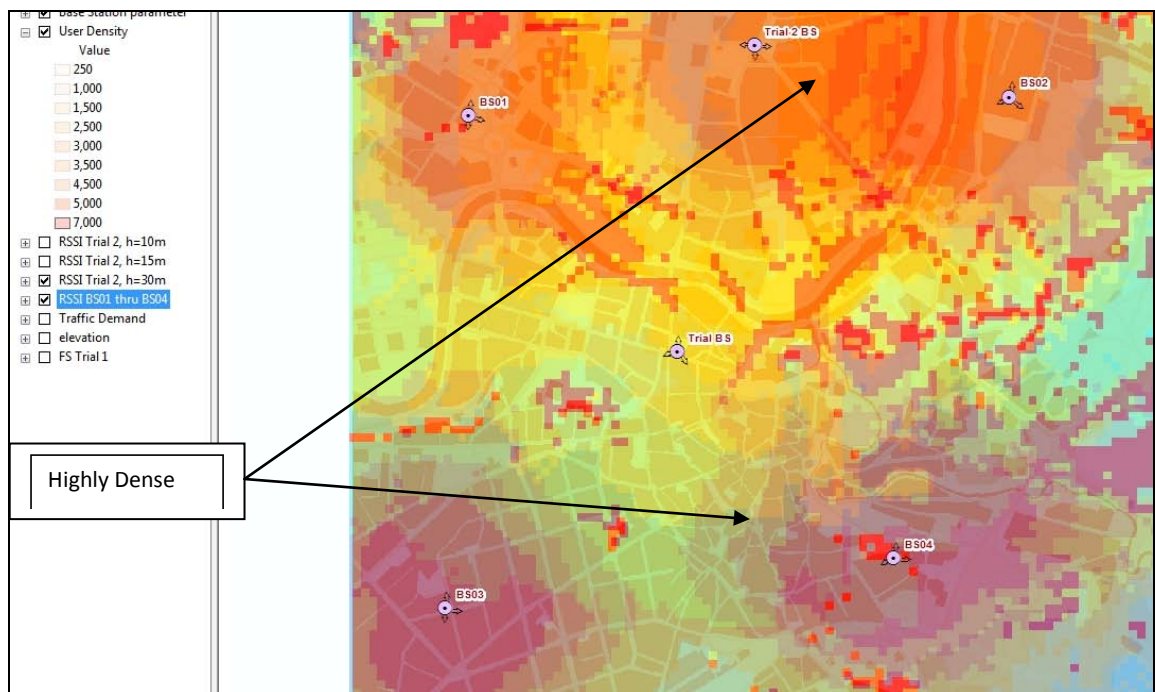 Base Station parameter
User Density
Value
250
1,000
1,500
2,500
3,000
3,500
4,500
5,000
7,000
RSSI Trial 2, h=10m
RSSI Trial 2, h=15m
RSSI Trial 2, h=30m
RSSI BS01 thru BS04
Traffic Demand
elevation
FS Trial 1
Trial 2 BS
BS02
BS01
Trial BS
Highly Dense
BS04
BS03